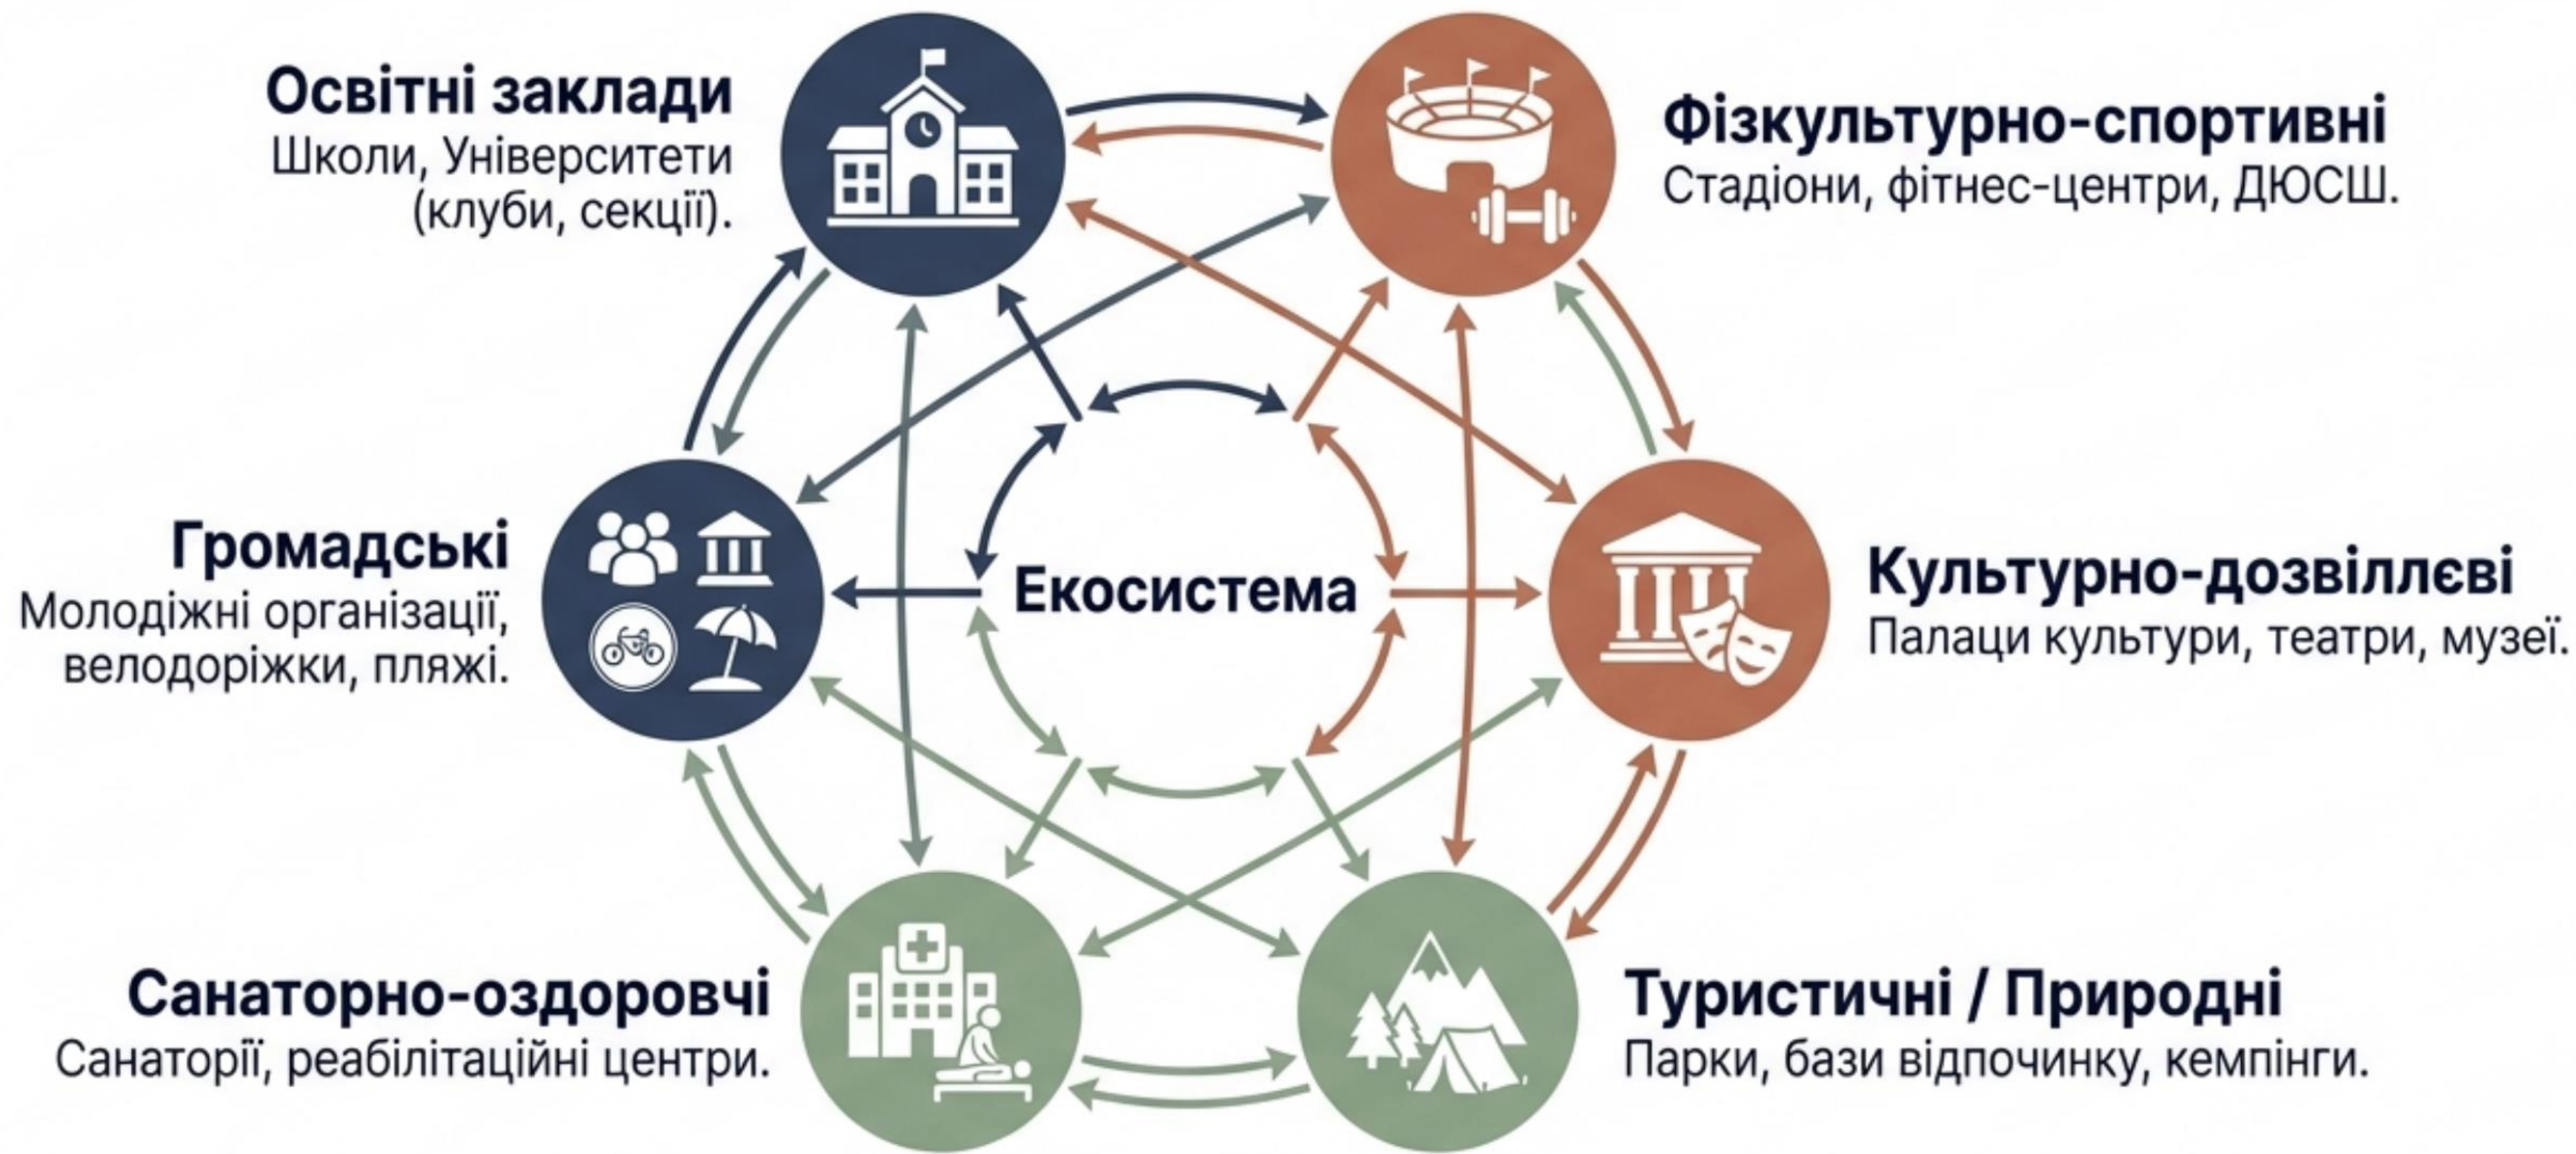 Освітні заклади
Школи, Університети
(клуби, секції).
Фізкультурно-спортивні
Стадіони, фітнес-центри, ДЮСШ.
Громадські
Молодіжні організації,
велодоріжки, пляжі.
Екосистема
Культурно-дозвіллєві
Палаци культури, театри, музеї.
Санаторно-оздоровчі
Санаторії, реабілітаційні центри.
Туристичні / Природні
Парки, бази відпочинку, кемпінги.